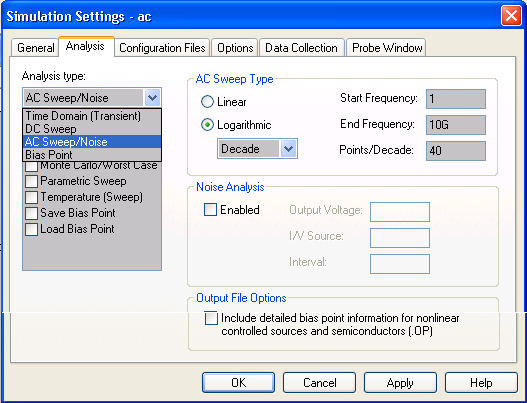 Simulation Settings - ac
General Analysis Configuration Files Options Data Collection Probe Window
Analysis type:
AC Sweep/Noise
Time Domain (Transient)
DC Sweep
AC Sweep/Noise
Bias Point
Monte Carlo/Worst Case
Parametric Sweep
Temperature (Sweep)
Save Bias Point
Load Bias Point
AC Sweep Type
Linear
Logarithmic
Decade
Start Frequency: 1
End Frequency: 10G
Points/Decade: 40
Noise Analysis
Enabled
Output Voltage:
I/V Source:
Interval:
Output File Options
Include detailed bias point information for nonlinear
controlled sources and semiconductors (.OP)
OK Cancel Apply Help